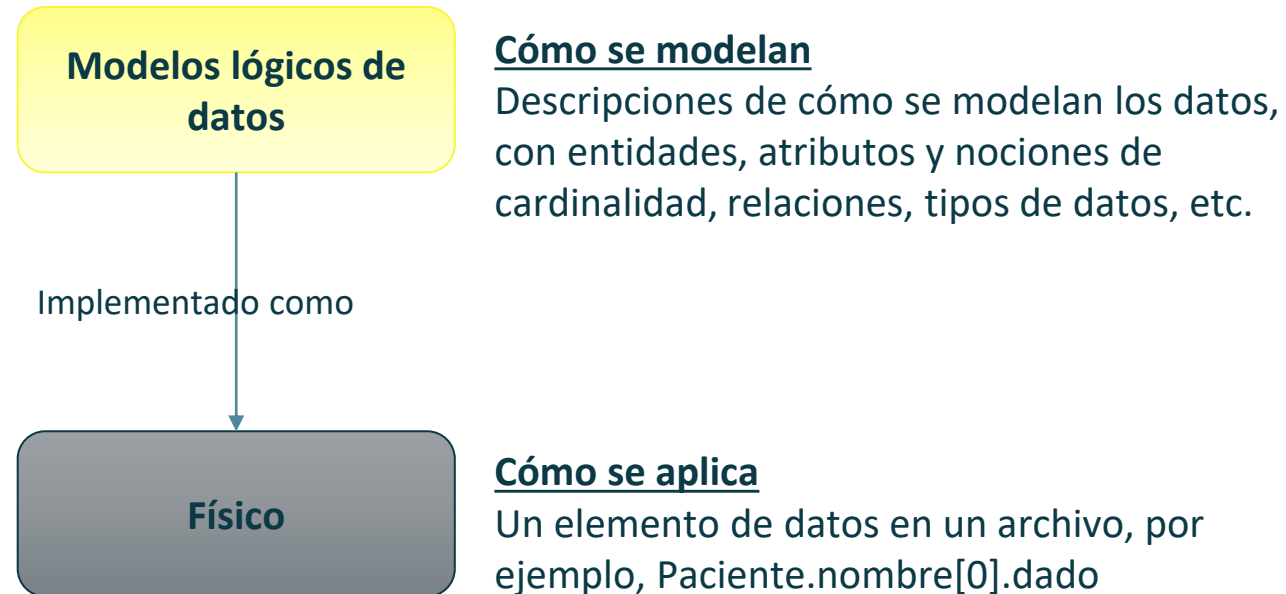 Modelos lógicos de
datos
Cómo se modelan
Descripciones de cómo se modelan los datos,
con entidades, atributos y nociones de
cardinalidad, relaciones, tipos de datos, etc.
Implementado como
Físico
Cómo se aplica
Un elemento de datos en un archivo, por
ejemplo, Paciente.nombre[0].dado